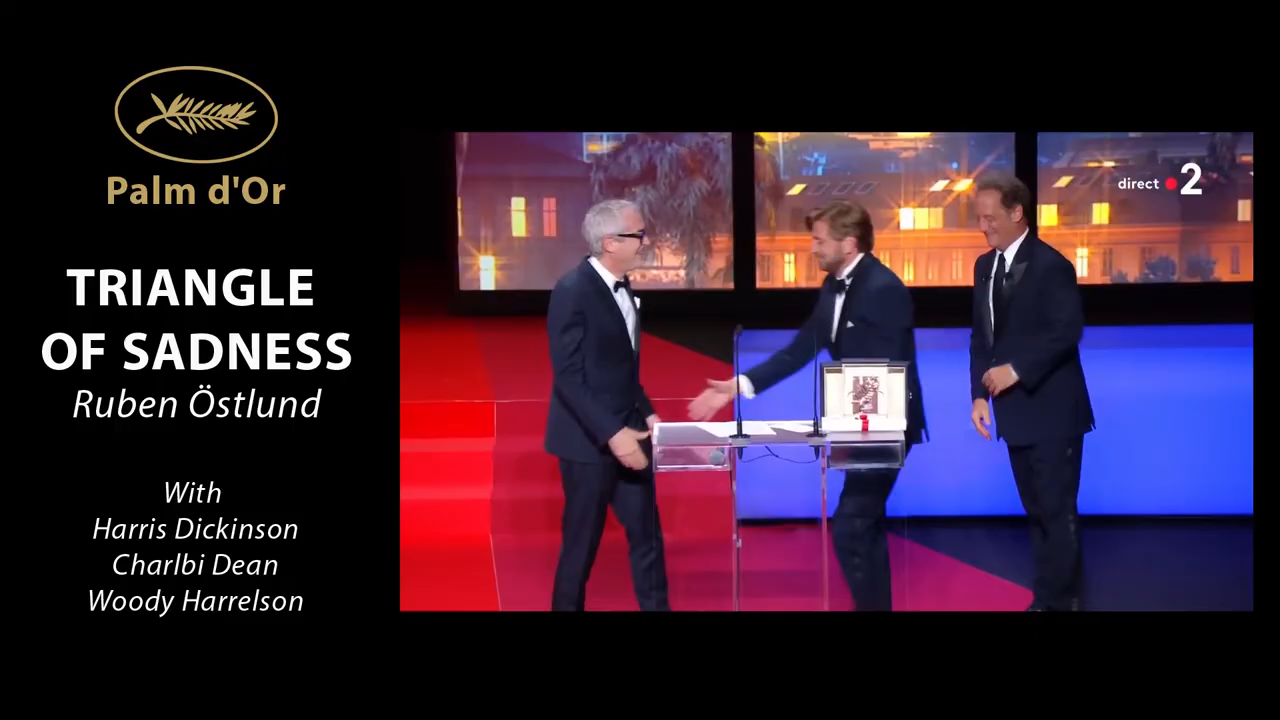 Palm d'Or
TRIANGLE
OF SADNESS
Ruben Östlund
With
Harris Dickinson
Charlbi Dean
Woody Harrelson
direct 2